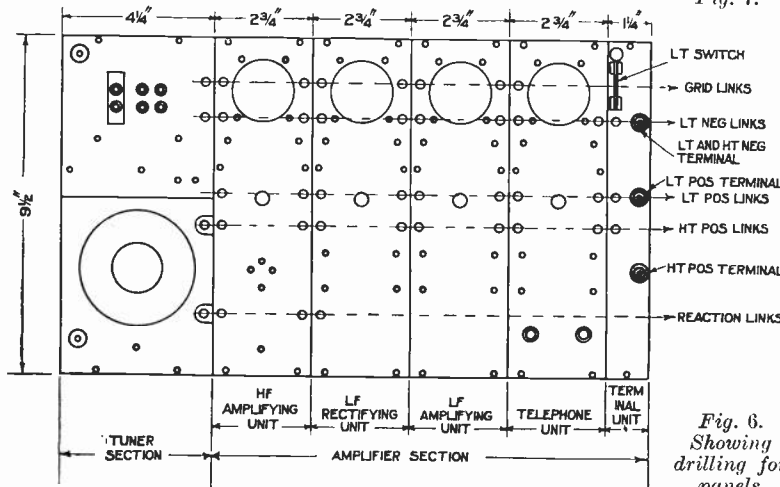 Fig. 7.
4¼" 2¾" 2¾" 2¾" 2¾" 1¼"
9½"
LT SWITCH
GRID LINKS
LT NEG LINKS
LT AND HT NEG
TERMINAL
LT POS TERMINAL
LT POS LINKS
HT POS LINKS
HT POS TERMINAL
REACTION LINKS
HF
AMPLIFYING
UNIT
LF
RECTIFYING
UNIT
LF
AMPLIFYING
UNIT
TELEPHONE
UNIT
TERM
INAL
UNIT
TUNER
SECTION
AMPLIFIER SECTION
Fig. 6.
Showing
drilling for
panels